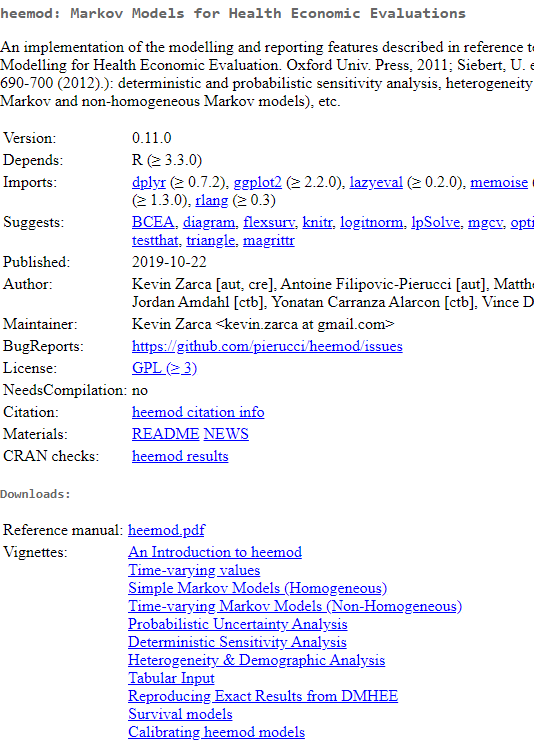 heemod: Markov Models for Health Economic Evaluations
An implementation of the modelling and reporting features described in reference
Modelling for Health Economic Evaluation. Oxford Univ. Press, 2011; Siebert, U.
690-700 (2012).): deterministic and probabilistic sensitivity analysis, heterogeneity
Markov and non-homogeneous Markov models), etc.
Version: 0.11.0
Depends: R (≥ 3.3.0)
Imports: dplyr (≥ 0.7.2), ggplot2 (≥ 2.2.0), lazyeval (≥ 0.2.0), memoise
(≥ 1.3.0), rlang (≥ 0.3)
Suggests: BCEA, diagram, flexsurv, knitr, logitnorm, lpSolve, mgcv,
testthat, triangle, magrittr
Published: 2019-10-22
Author: Kevin Zarca [aut, cre], Antoine Filipovic-Pierucci [aut],
Jordan Amdahl [ctb], Yonatan Carranza Alarcon [ctb], Vince
Maintainer: Kevin Zarca <kevin.zarca at gmail.com>
BugReports: https://github.com/pierucci/heemod/issues
License: GPL (≥ 3)
NeedsCompilation: no
Citation: heemod citation info
Materials: README NEWS
CRAN checks: heemod results
Downloads:
Reference manual: heemod.pdf
Vignettes: An Introduction to heemod
Time-varying values
Simple Markov Models (Homogeneous)
Time-varying Markov Models (Non-Homogeneous)
Probabilistic Uncertainty Analysis
Deterministic Sensitivity Analysis
Heterogeneity & Demographic Analysis
Tabular Input
Reproducing Exact Results from DMHEE
Survival models
Calibrating heemod models